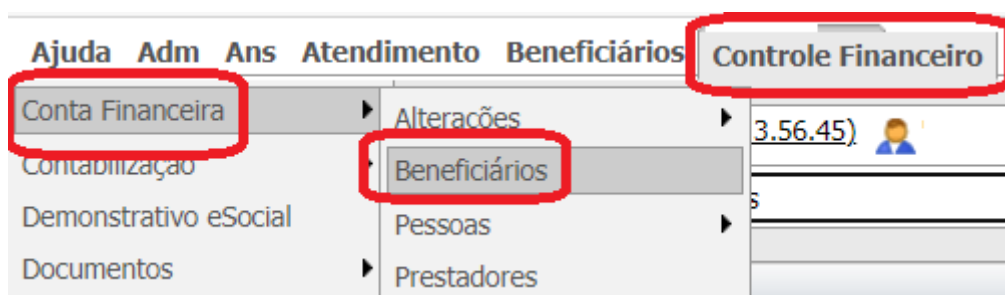 Ajuda Adm Ans Atendimento Beneficiários Controle Financeiro
Conta Financeira
Alterações
3.56.45)
Contabilização
Beneficiários
s
Demonstrativo eSocial
Pessoas
Documentos
Prestadores